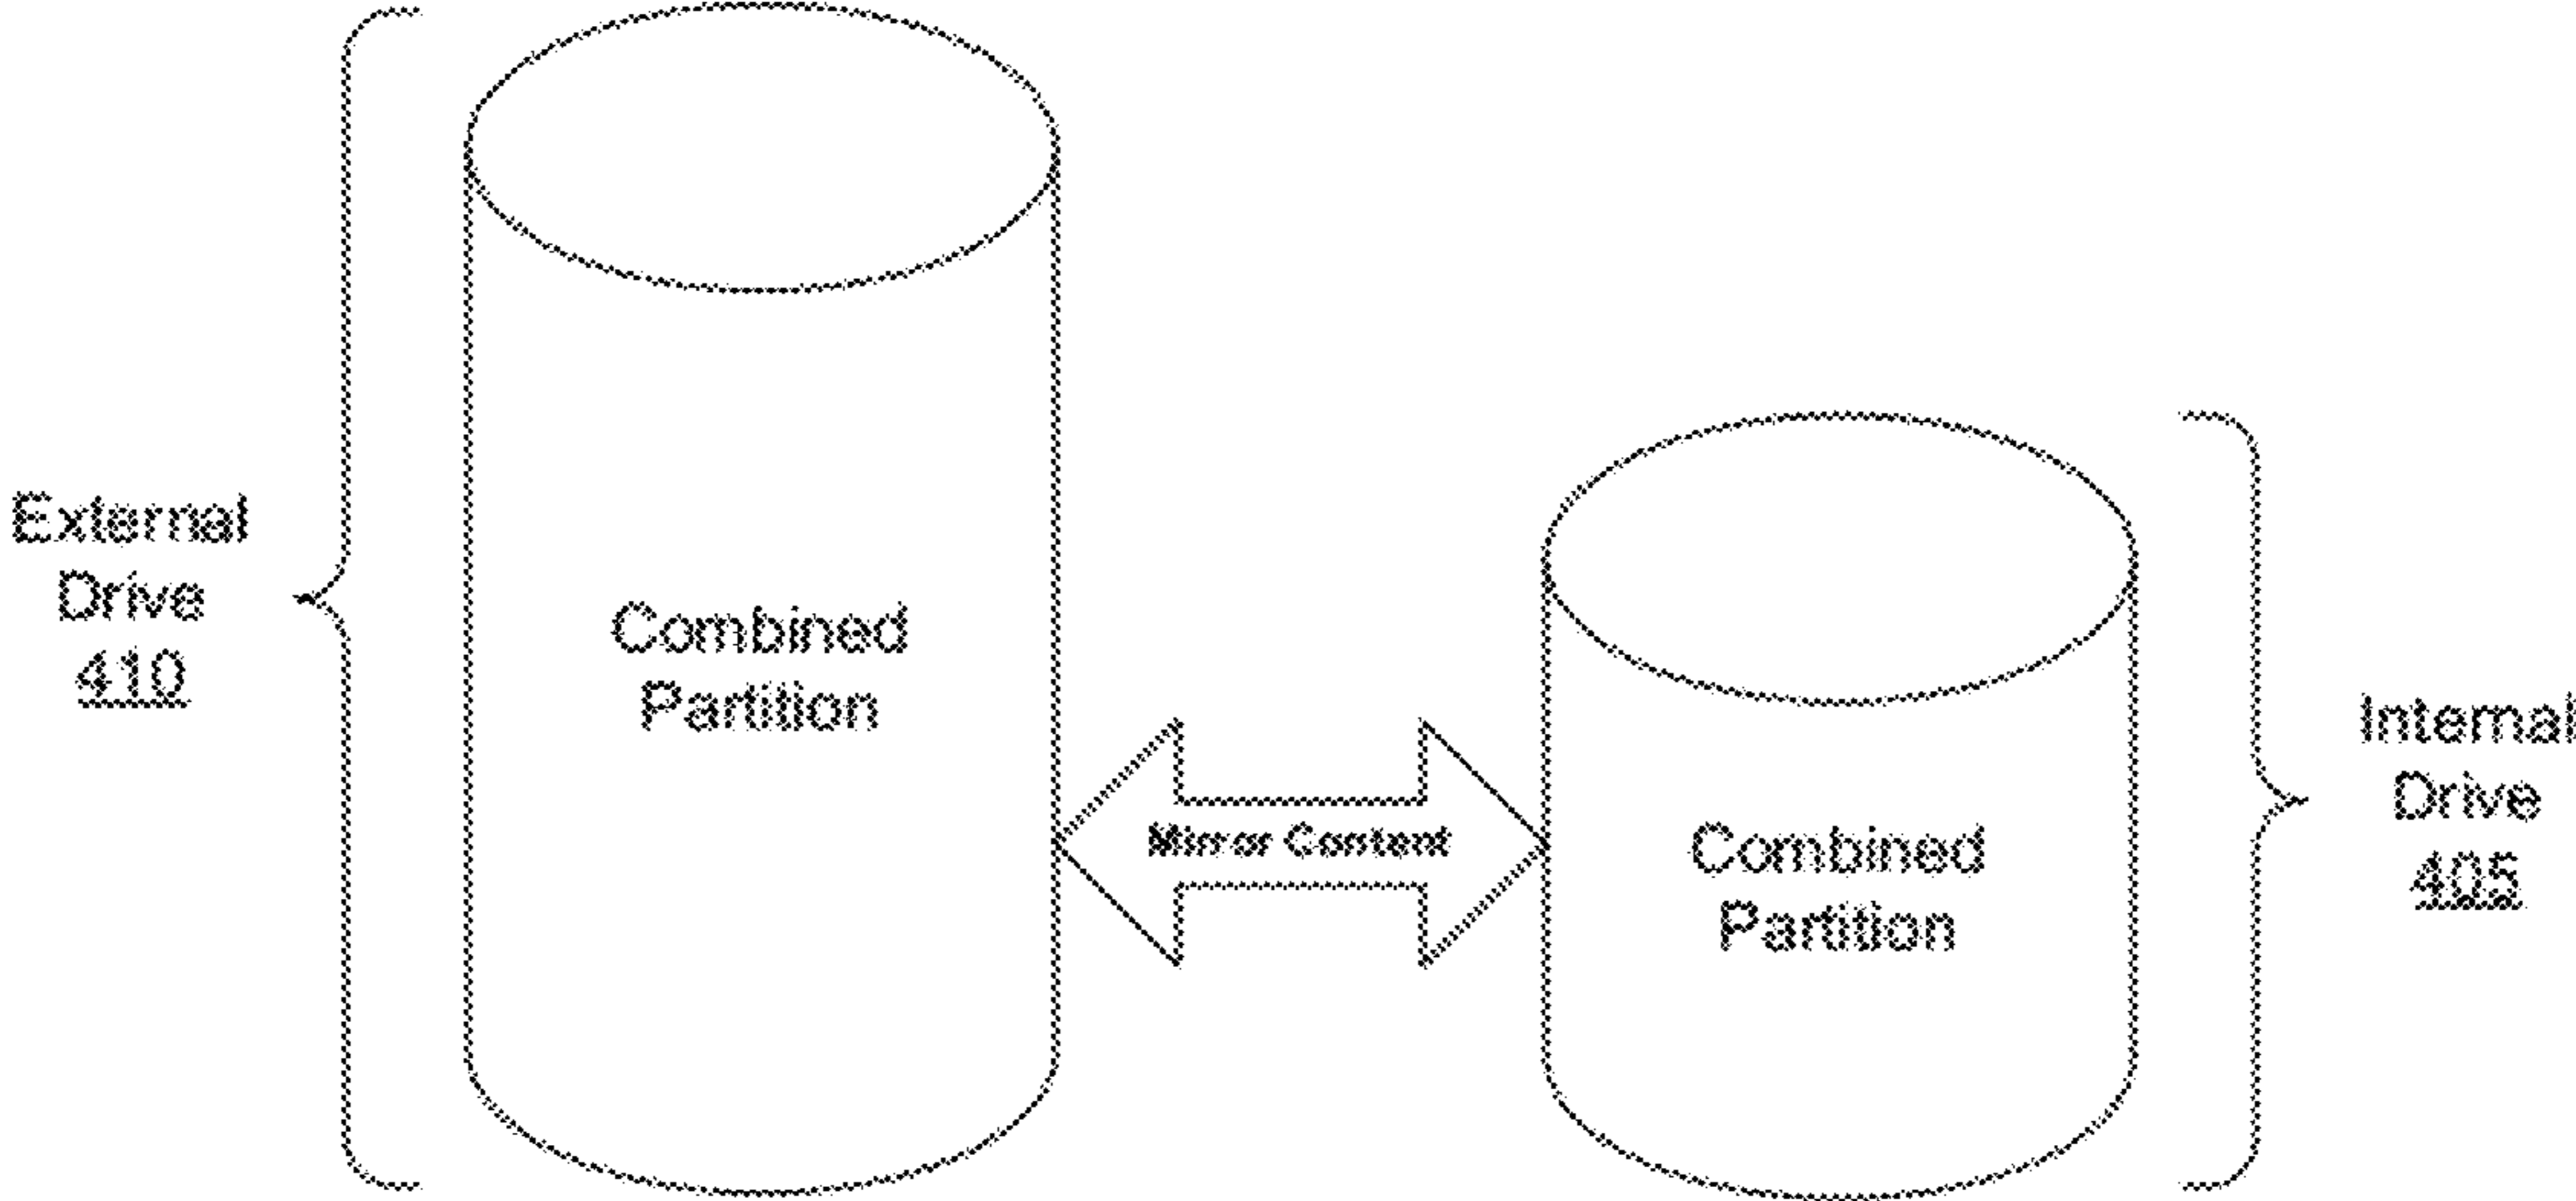 External
Drive
410
Combined
Partition
Mirror Content
Combined
Partition
Internal
Drive
405